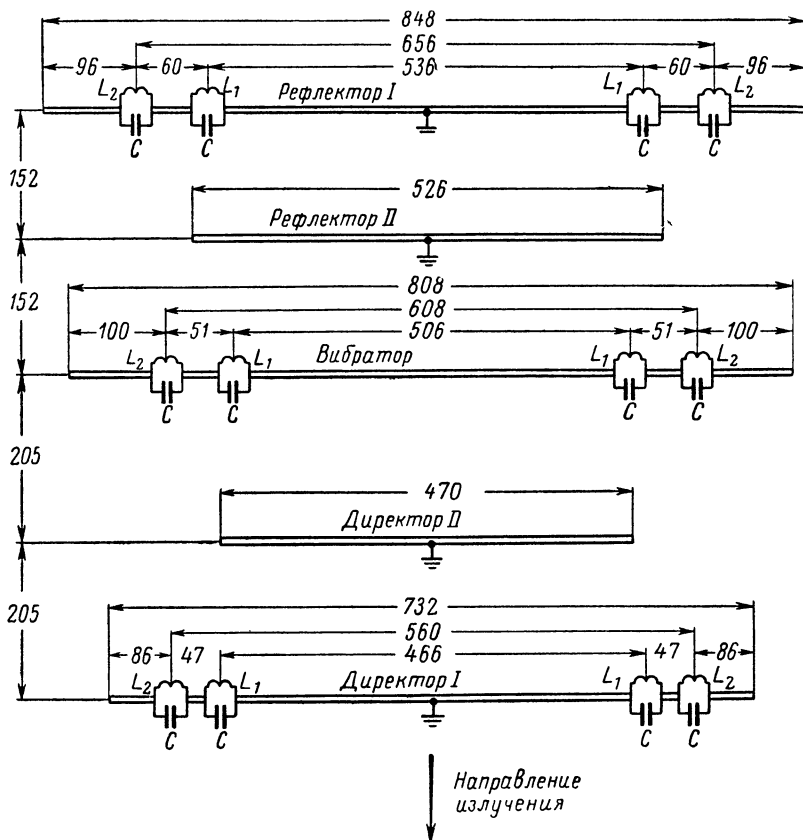 848
656
96 60 536 60 96
L₂ L₁ Рефлектор I L₁ L₂
C C C C
152
526
Рефлектор II
152
808
608
100 51 506 51 100
L₂ L₁ Вибратор L₁ L₂
C C C C
205
470
Директор II
205
732
560
86 47 466 47 86
L₂ L₁ Директор I L₁ L₂
C C C C
Направление
излучения